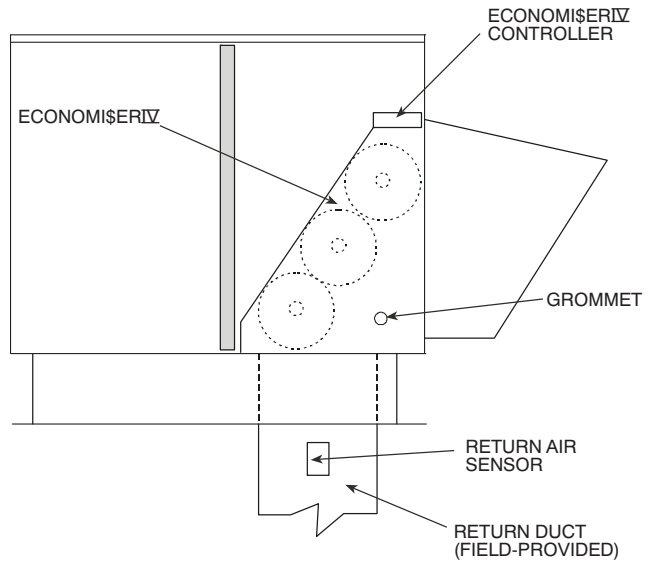 ECONOMI$ERIV
CONTROLLER
ECONOMI$ERIV
GROMMET
RETURN AIR
SENSOR
RETURN DUCT
(FIELD-PROVIDED)